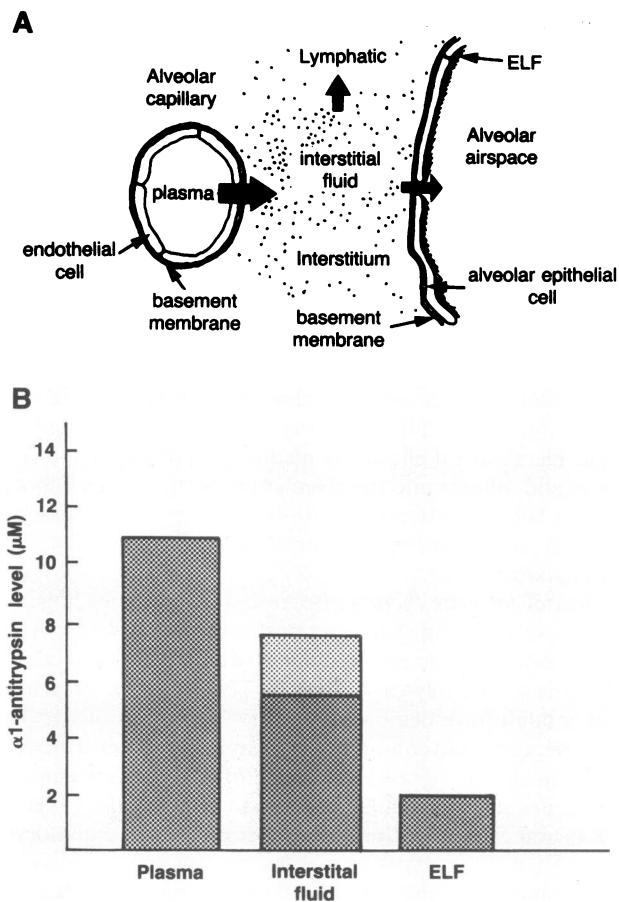 A
Lymphatic
ELF
Alveolar
capillary
Alveolar
airspace
interstitial
fluid
plasma
endothelial
cell
Interstitium
alveolar epithelial
cell
basement
membrane
basement
membrane
B
α1-antitrypsin level (μM)
14
12
10
8
6
4
2
Plasma
Interstital
fluid
ELF